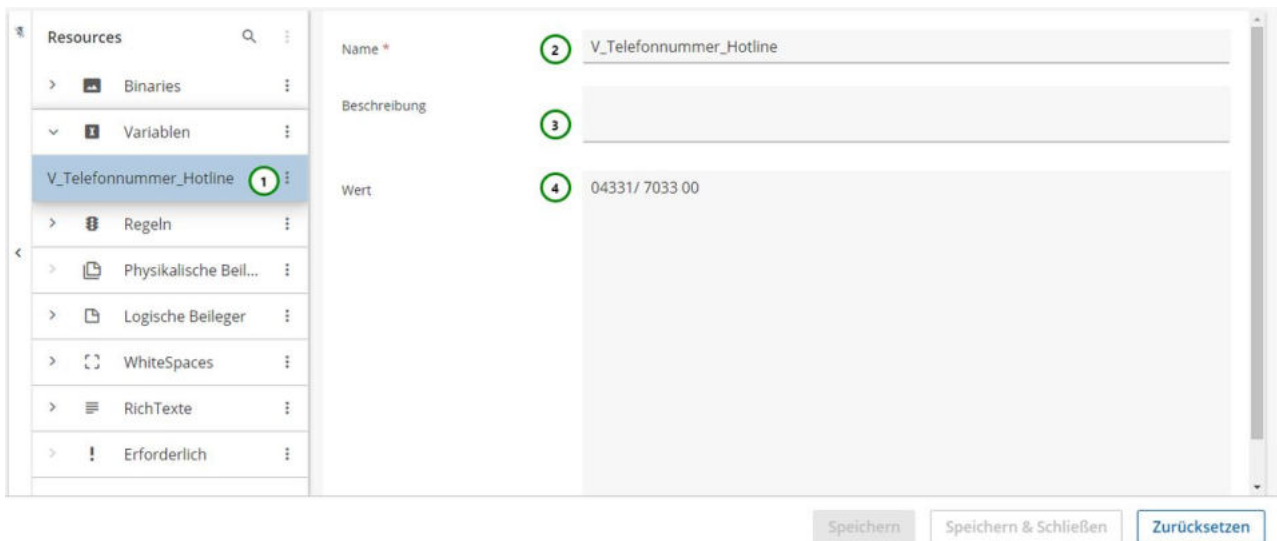 Resources
Binaries
Variablen
V_Telefonnummer_Hotline 1
Regeln
Physikalische Beil...
Logische Beileger
WhiteSpaces
RichTexte
Erforderlich
Name * 2 V_Telefonnummer_Hotline
Beschreibung 3
Wert 4 04331/ 7033 00
Speichern Speichern & Schließen Zurücksetzen